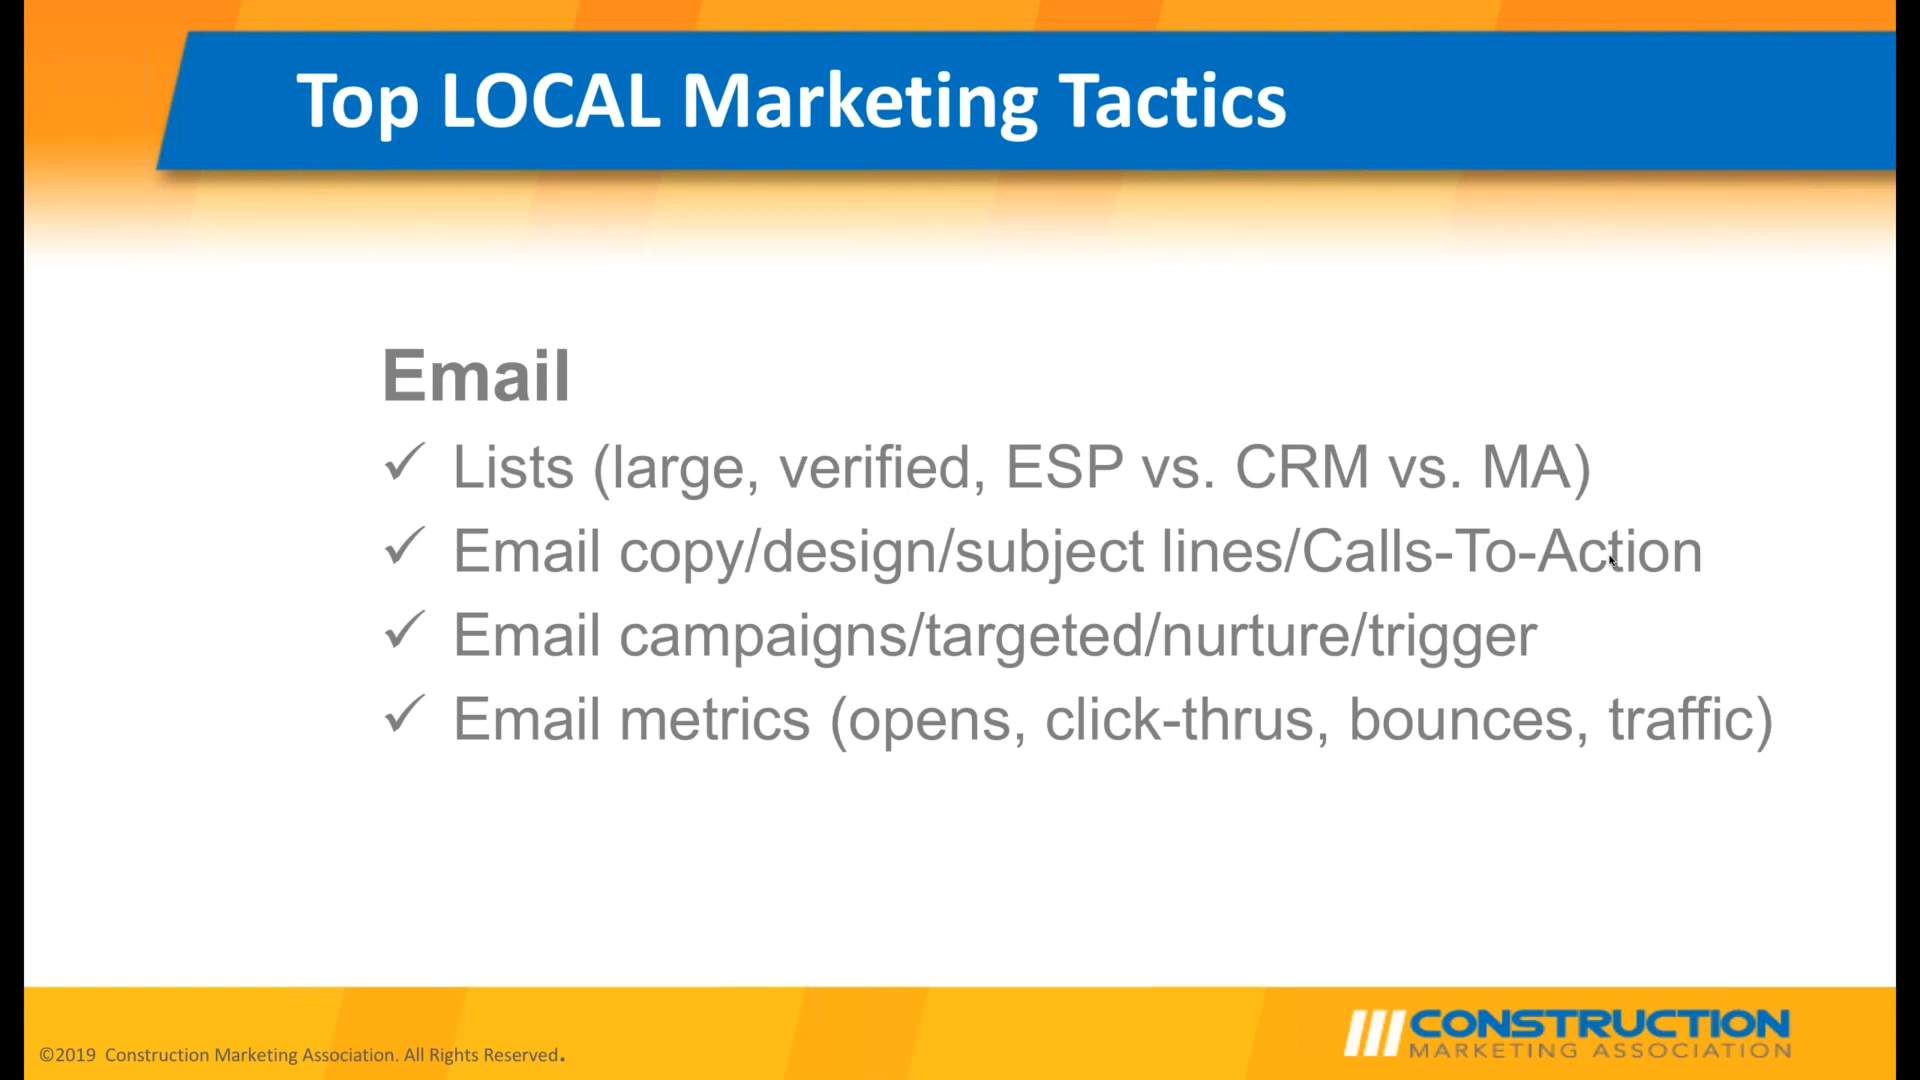 Top LOCAL Marketing Tactics
Email
✓ Lists (large, verified, ESP vs. CRM vs. MA)
✓ Email copy/design/subject lines/Calls-To-Action
✓ Email campaigns/targeted/nurture/trigger
✓ Email metrics (opens, click-thrus, bounces, traffic)
©2019 Construction Marketing Association. All Rights Reserved.
CONSTRUCTION
MARKETING ASSOCIATION